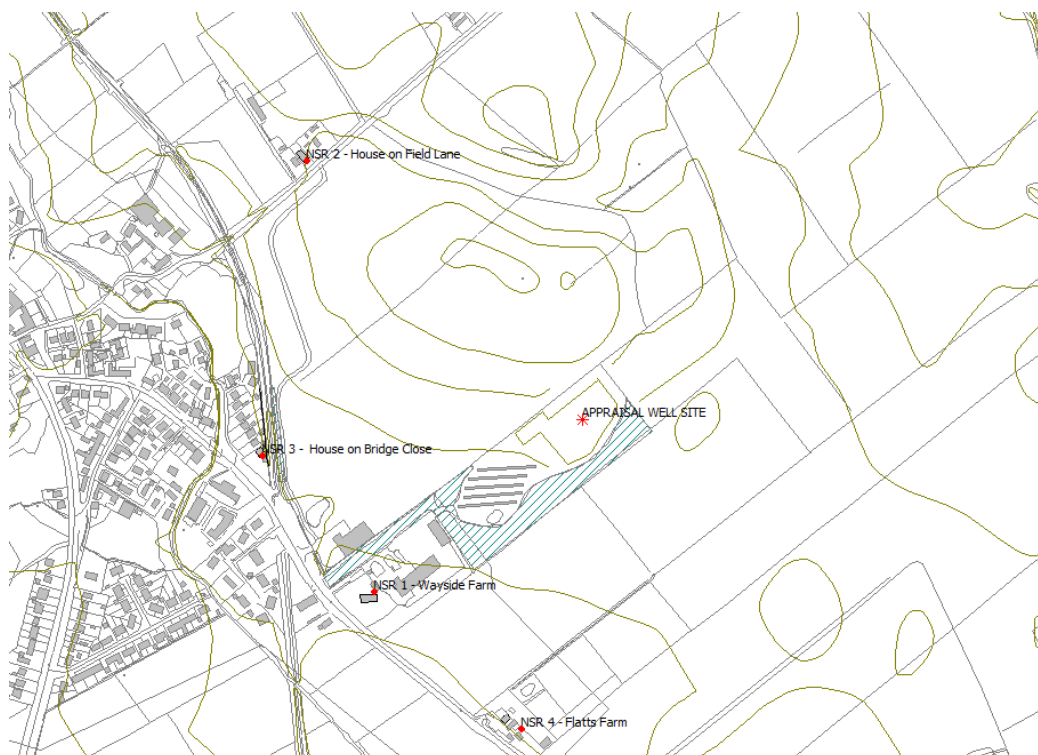 NSR 2 - House on Field Lane
APPRAISAL WELL SITE
NSR 3 - House on Bridge Close
NSR 1 - Wayside Farm
NSR 4 - Flatts Farm